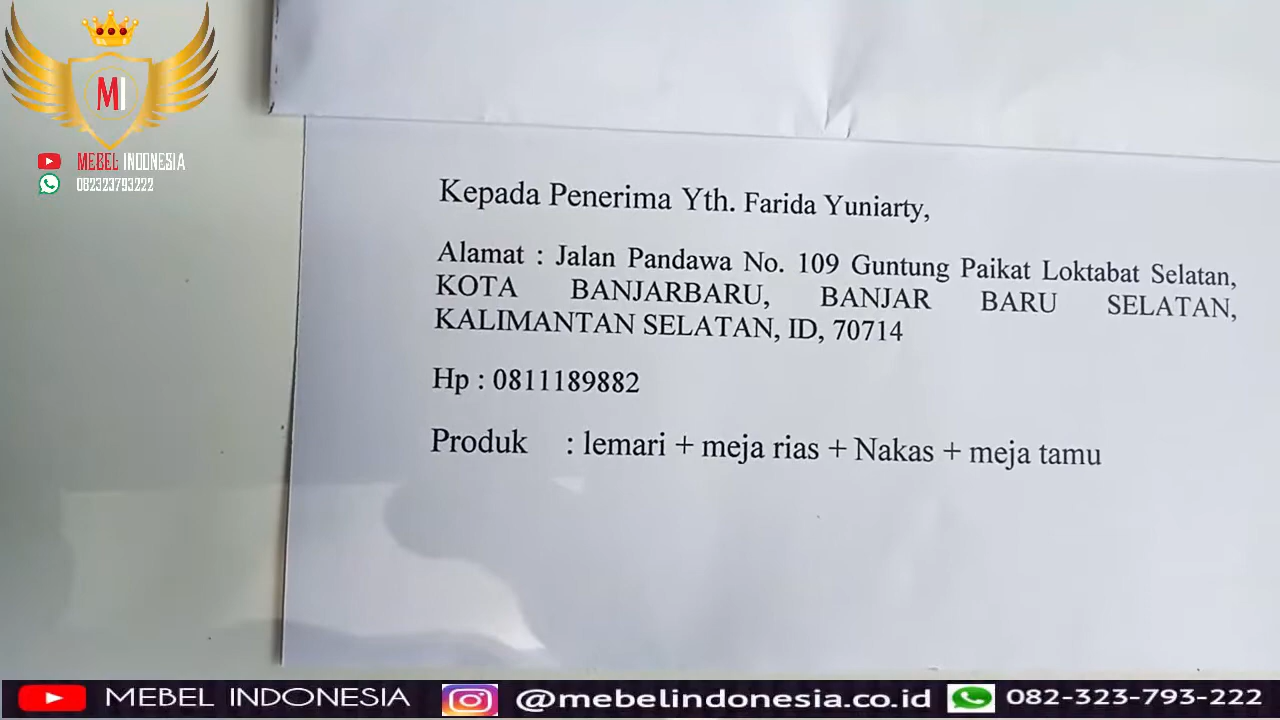 MI
MEBEL INDONESIA
082323793222
Kepada Penerima Yth. Farida Yuniarty,
Alamat : Jalan Pandawa No. 109 Guntung Paikat Loktabat Selatan,
KOTA BANJARBARU, BANJAR BARU SELATAN,
KALIMANTAN SELATAN, ID, 70714
Hp : 0811189882
Produk : lemari + meja rias + Nakas + meja tamu
MEBEL INDONESIA @mebelindonesia.co.id 082-323-793-222